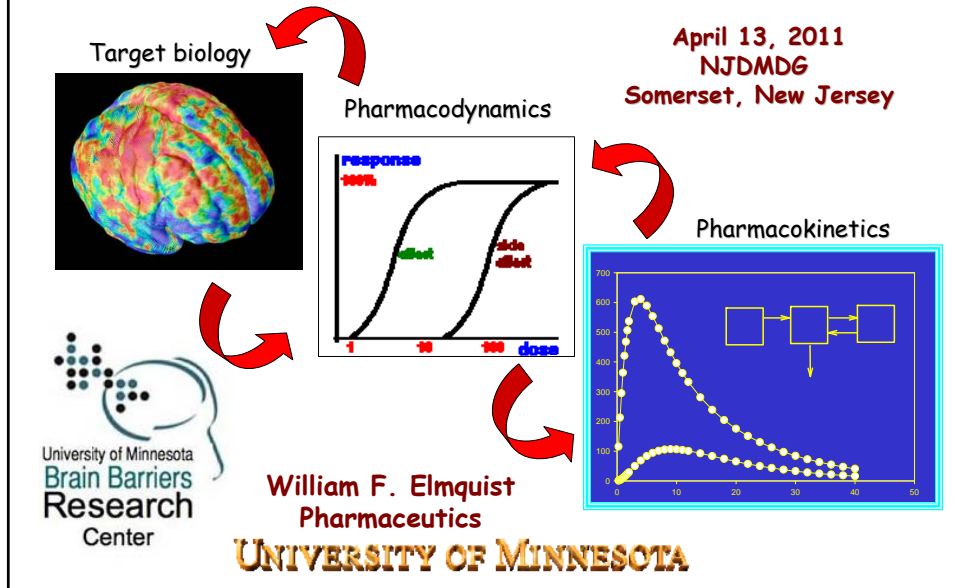 Target biology
April 13, 2011
NJDMDG
Somerset, New Jersey
Pharmacodynamics
response
100%
effect
side
effect
1 10 100 dose
Pharmacokinetics
700
600
500
400
300
200
100
0
0 10 20 30 40 50
University of Minnesota
Brain Barriers
Research
Center
William F. Elmquist
Pharmaceutics
UNIVERSITY OF MINNESOTA